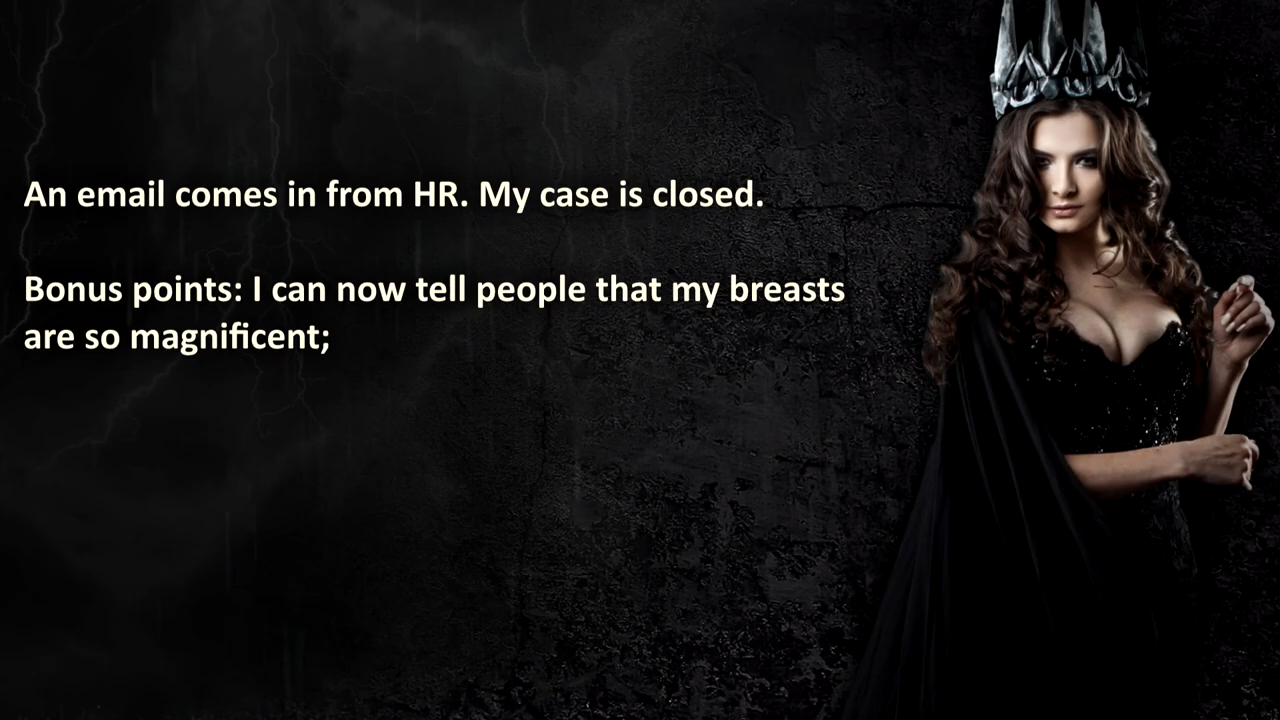 An email comes in from HR. My case is closed.
Bonus points: I can now tell people that my breasts
are so magnificent;